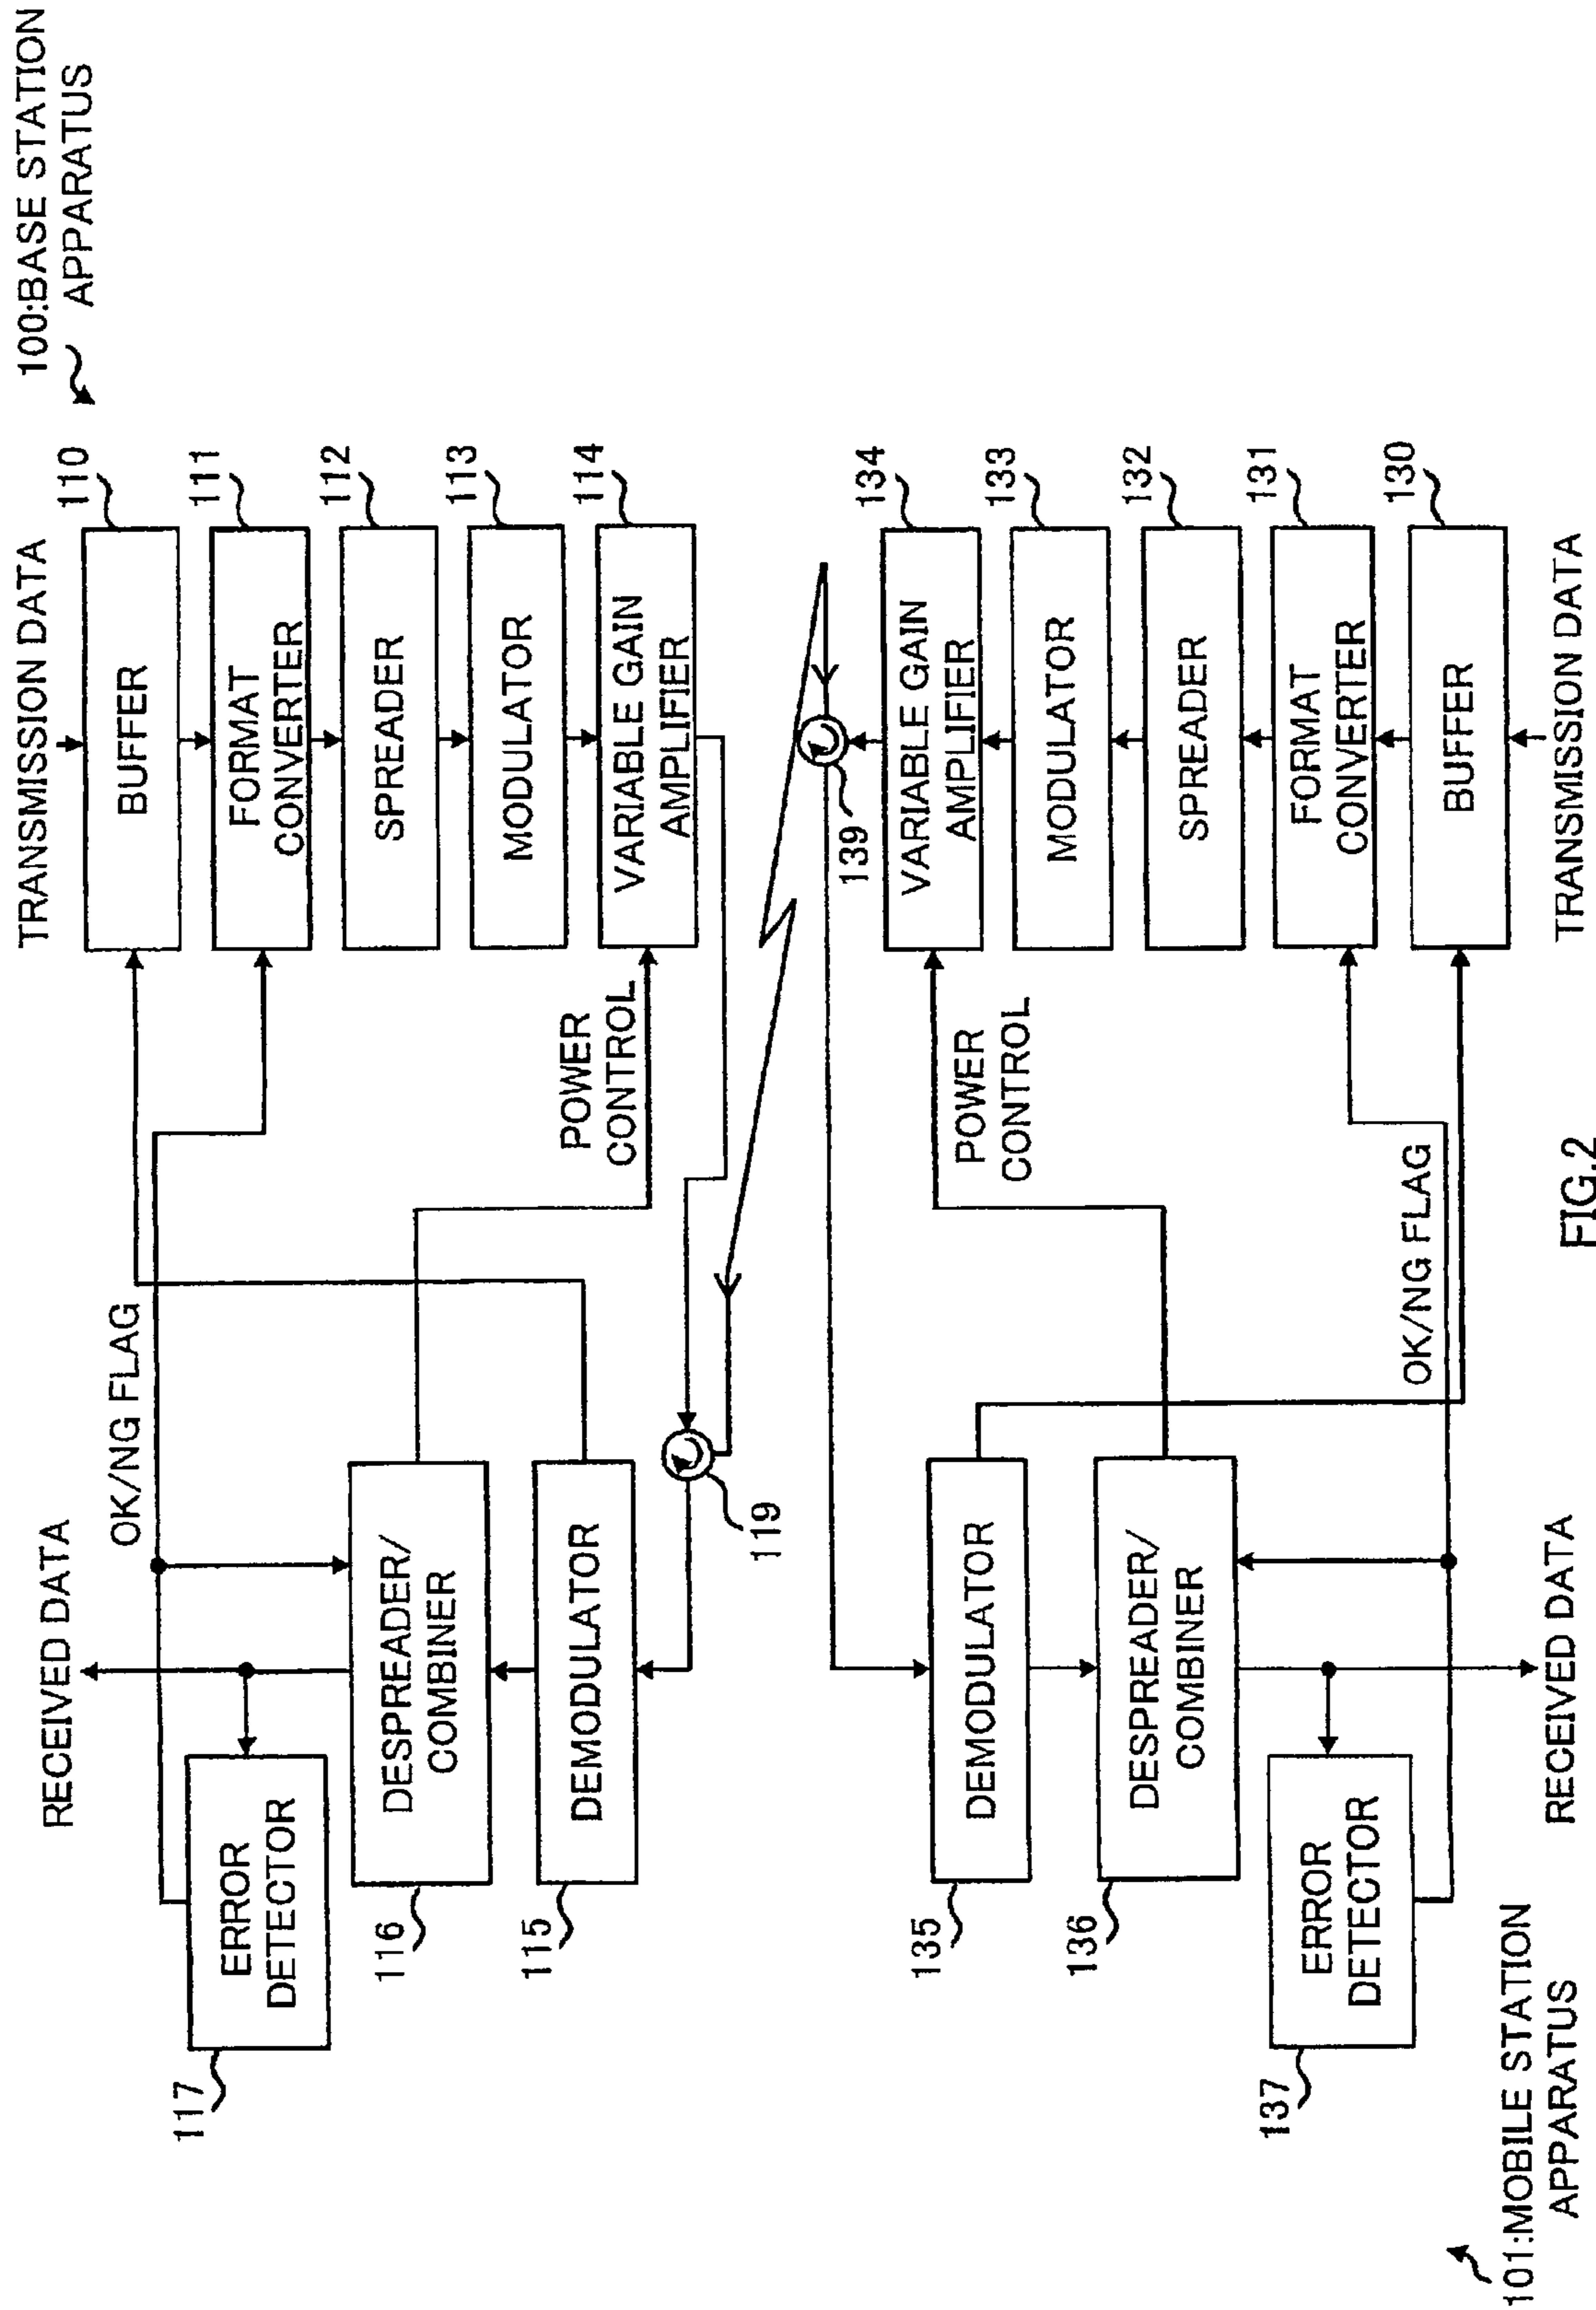 100:BASE STATION
APPARATUS
TRANSMISSION DATA
110
BUFFER
111
FORMAT
CONVERTER
112
SPREADER
113
MODULATOR
114
VARIABLE GAIN
AMPLIFIER
POWER
CONTROL
OK/NG FLAG
RECEIVED DATA
ERROR
DETECTOR
117
DESPREADER/
COMBINER
116
DEMODULATOR
115
119
139
134
VARIABLE GAIN
AMPLIFIER
133
MODULATOR
132
SPREADER
131
FORMAT
CONVERTER
130
BUFFER
TRANSMISSION DATA
POWER
CONTROL
OK/NG FLAG
DEMODULATOR
135
DESPREADER/
COMBINER
136
ERROR
DETECTOR
137
RECEIVED DATA
101:MOBILE STATION
APPARATUS
FIG.2